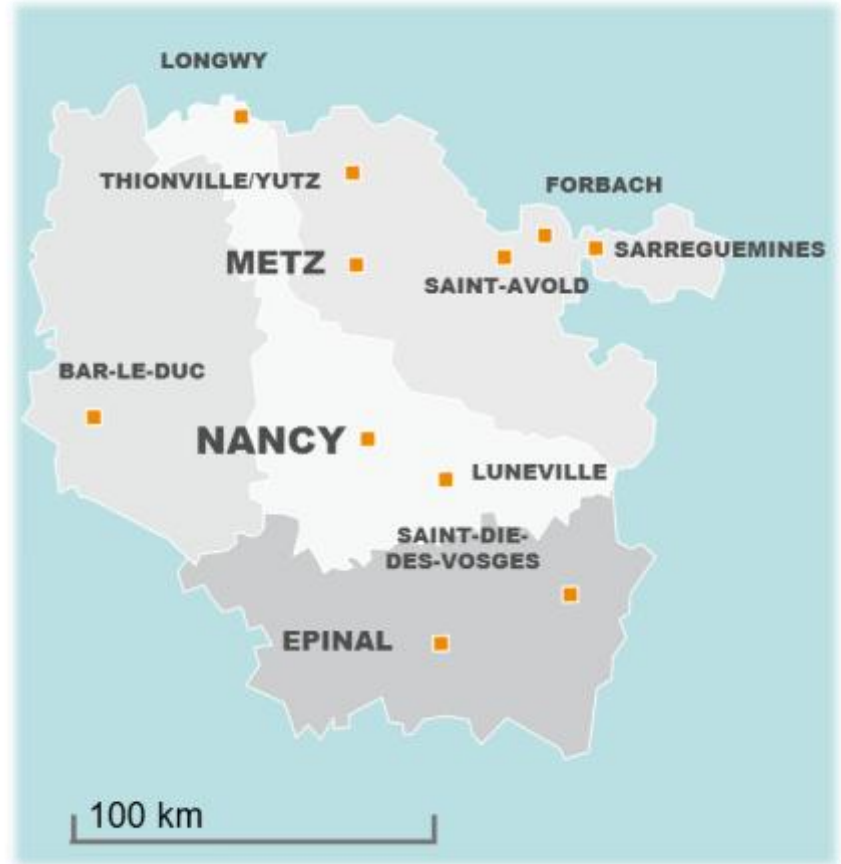 LONGWY
THIONVILLE/YUTZ
FORBACH
METZ
SARREGUEMINES
SAINT-AVOLD
BAR-LE-DUC
NANCY
LUNEVILLE
SAINT-DIE-
DES-VOSGES
EPINAL
100 km